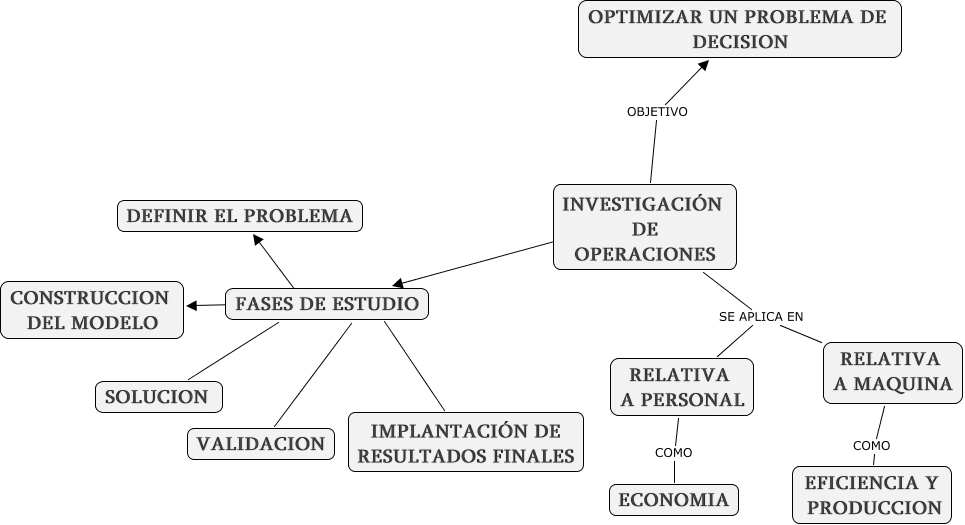 OPTIMIZAR UN PROBLEMA DE
DECISION
OBJETIVO
INVESTIGACIÓN
DE
OPERACIONES
DEFINIR EL PROBLEMA
CONSTRUCCION
DEL MODELO
FASES DE ESTUDIO
SE APLICA EN
RELATIVA
A PERSONAL
RELATIVA
A MAQUINA
SOLUCION
VALIDACION
IMPLANTACIÓN DE
RESULTADOS FINALES
COMO
COMO
ECONOMIA
EFICIENCIA Y
PRODUCCION